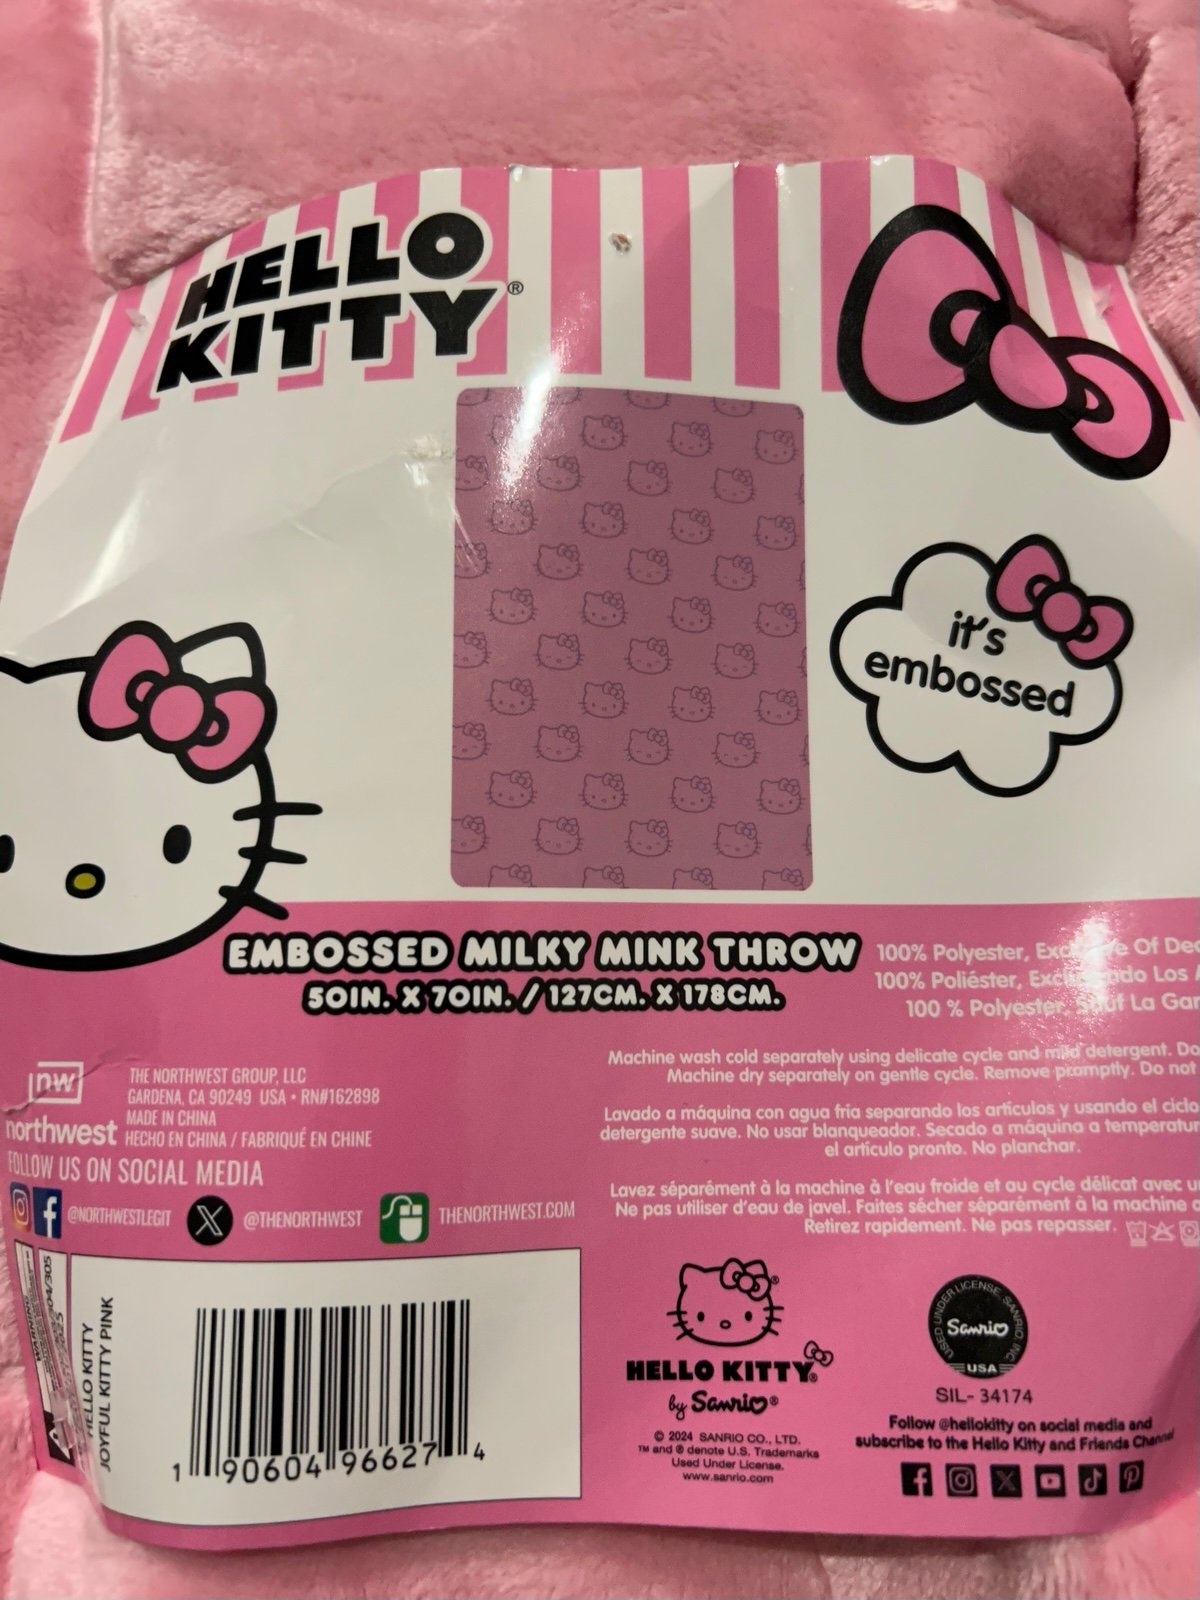 HELLO
KITTY®
it's
embossed
EMBOSSED MILKY MINK THROW
50IN. X 70IN. / 127CM. X 178CM.
100% Polyester, Of
100% Poliéster, Los
100 % Polyester, La
Machine wash cold separately using delicate cycle and mild detergent. Do
Machine dry separately on gentle cycle. Remove promptly. Do not
Lavado a máquina con agua fria separando los artículos y usando el ciclo
detergente suave. No usar blanqueador. Secado a máquina a
el artículo pronto. No planchar.
Lavez séparément à la machine à l'eau froide et au cycle délicat avec
Ne pas utiliser d'eau de javel. Faites sécher séparément à la machine
Retirez rapidement. Ne pas repasser.
nw
northwest
THE NORTHWEST GROUP, LLC
GARDENA, CA 90249 USA • RN#162898
MADE IN CHINA
HECHO EN CHINA / FABRIQUÉ EN CHINE
FOLLOW US ON SOCIAL MEDIA
@NORTHWESTLEGIT
@THENORTHWEST
THENORTHWEST.COM
WARNING
HELLO KITTY
JOYFUL KITTY PINK
1 90604 96627 4
HELLO KITTY®
by Sanrio®
© 2024 SANRIO CO., LTD.
™ and ® denote U.S. Trademarks
Used Under License.
www.sanrio.com
USED UNDER LICENSE, SANRIO, INC.
Sanrio
USA
SIL- 34174
Follow @hellokitty on social media and
subscribe to the Hello Kitty and Friends Channel